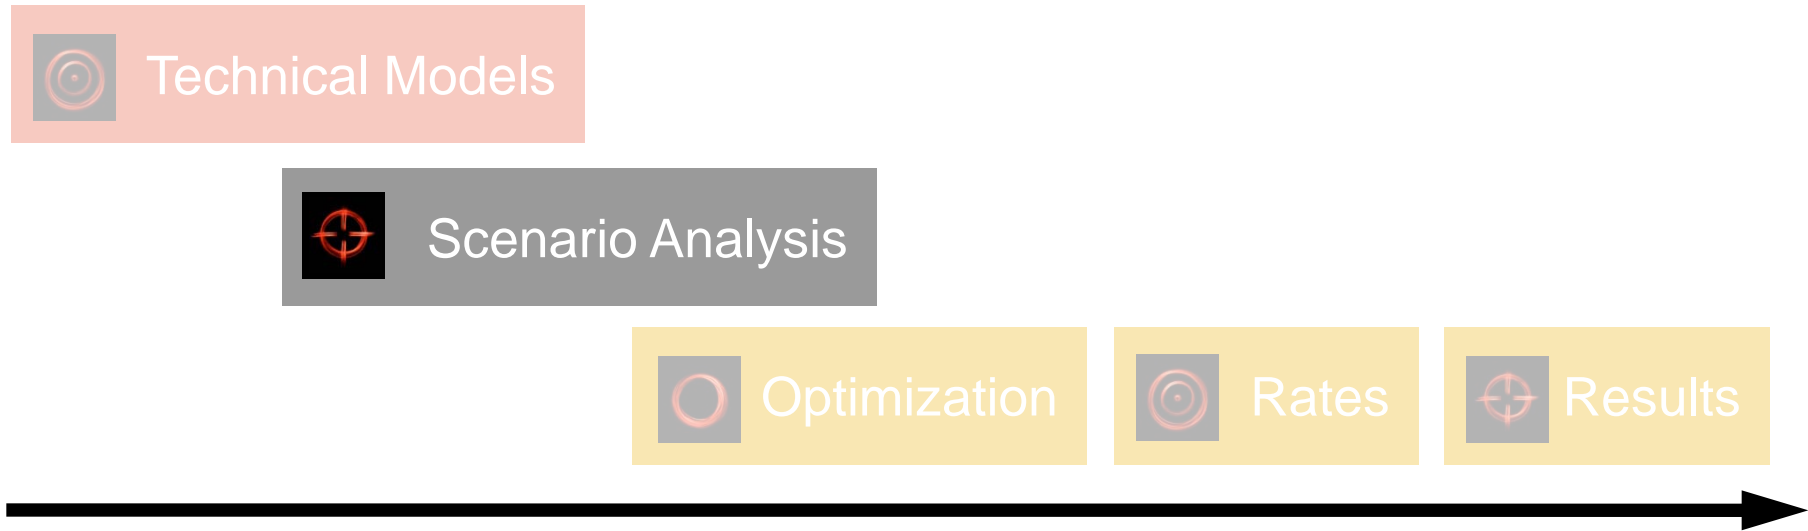 Technical Models
Scenario Analysis
Optimization
Rates
Results